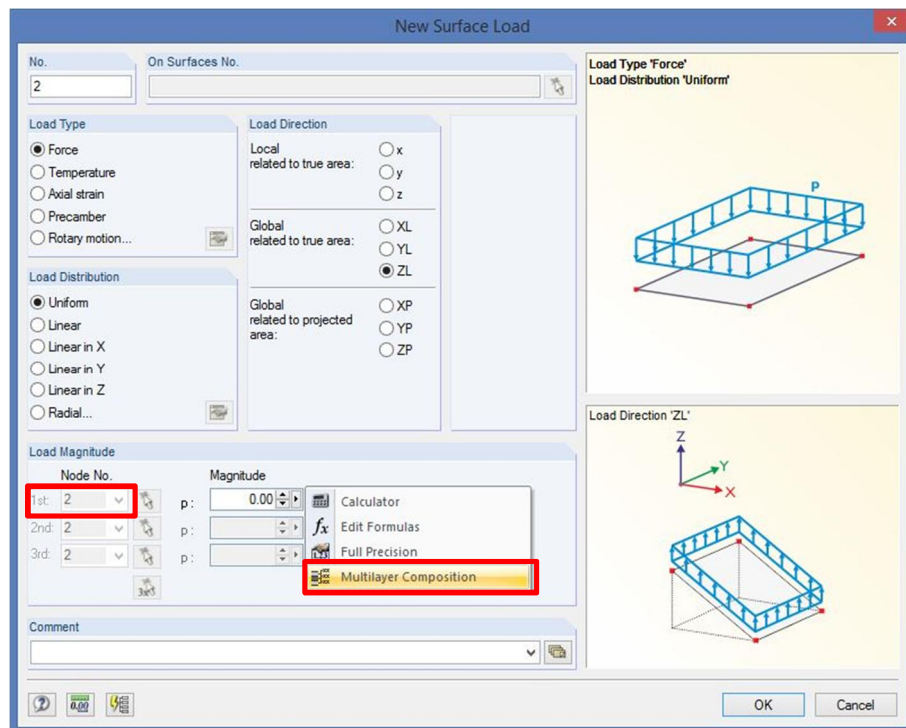 New Surface Load
No.
2
On Surfaces No.
Load Type
Force
Temperature
Axial strain
Precamber
Rotary motion...
Load Distribution
Uniform
Linear
Linear in X
Linear in Y
Linear in Z
Radial...
Load Direction
Local
related to true area:
x
y
z
Global
related to true area:
XL
YL
ZL
Global
related to projected
area:
XP
YP
ZP
Load Magnitude
Node No.
Magnitude
1st: 2 p: 0.00
2nd: 2 p:
3rd: 2 p:
3x
Calculator
fx Edit Formulas
Full Precision
Multilayer Composition
Comment
0.00
OK
Cancel
Load Type 'Force'
Load Distribution 'Uniform'
P
Load Direction 'ZL'
Z
Y
X